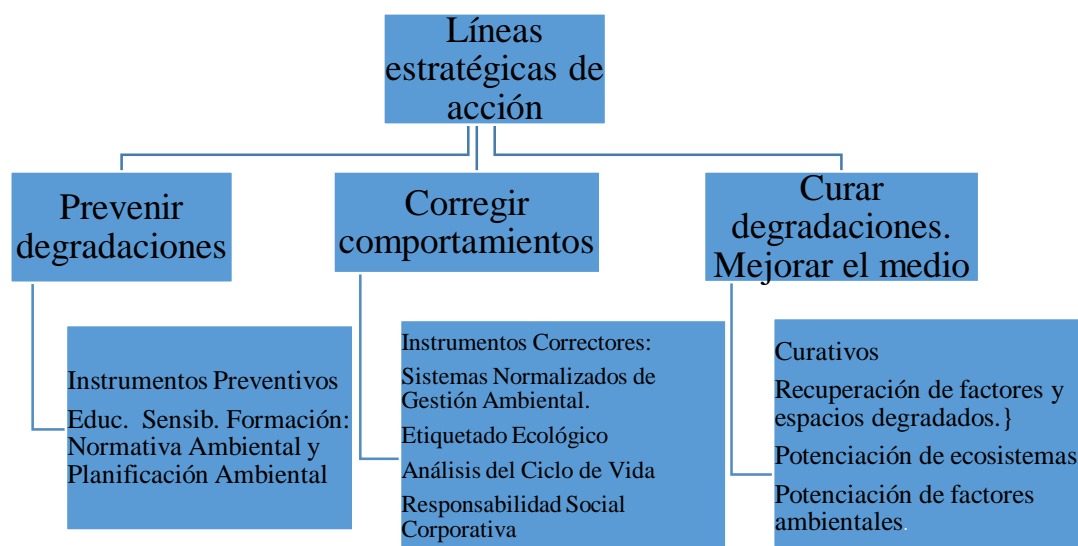 Líneas
estratégicas de
acción
Prevenir
degradaciones
Corregir
comportamientos
Curar
degradaciones.
Mejorar el medio
Instrumentos Preventivos
Educ. Sensib. Formación:
Normativa Ambiental y
Planificación Ambiental
Instrumentos Correctores:
Sistemas Normalizados de
Gestión Ambiental.
Etiquetado Ecológico
Análisis del Ciclo de Vida
Responsabilidad Social
Corporativa
Curativos
Recuperación de factores y
espacios degradados.}
Potenciación de ecosistemas
Potenciación de factores
ambientales.